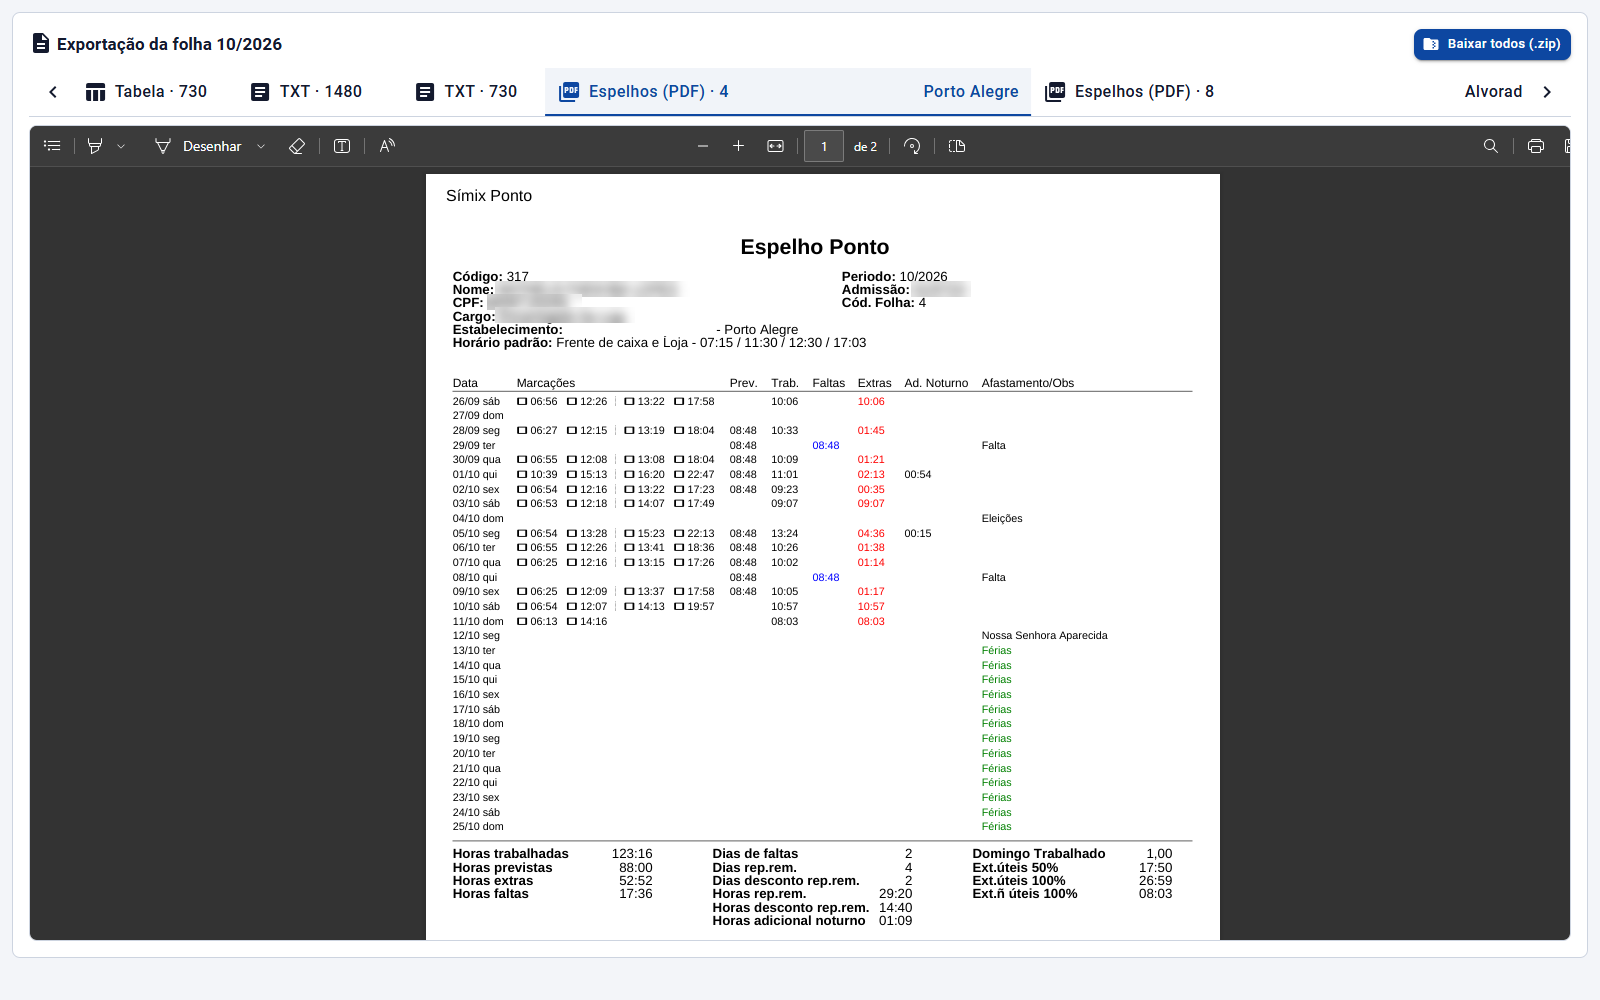 Exportação da folha 10/2026
Baixar todos (.zip)
Tabela · 730
TXT · 1480
TXT · 730
Espelhos (PDF) · 4 Porto Alegre
Espelhos (PDF) · 8 Alvorad
Desenhar
1 de 2
Símix Ponto
Espelho Ponto
Código: 317 Periodo: 10/2026
Nome: Admissão:
CPF: Cód. Folha: 4
Cargo:
Estabelecimento: - Porto Alegre
Horário padrão: Frente de caixa e Loja - 07:15 / 11:30 / 12:30 / 17:03
Data Marcações Prev. Trab. Faltas Extras Ad. Noturno Afastamento/Obs
26/09 sáb 06:56 12:26 13:22 17:58 10:06 10:06
27/09 dom
28/09 seg 06:27 12:15 13:19 18:04 08:48 10:33 01:45
29/09 ter 08:48 08:48 Falta
30/09 qua 06:55 12:08 13:08 18:04 08:48 10:09 01:21
01/10 qui 10:39 15:13 16:20 22:47 08:48 11:01 02:13 00:54
02/10 sex 06:54 12:16 13:22 17:23 08:48 09:23 00:35
03/10 sáb 06:53 12:18 14:07 17:49 09:07 09:07
04/10 dom Eleições
05/10 seg 06:54 13:28 15:23 22:13 08:48 13:24 04:36 00:15
06/10 ter 06:55 12:26 13:41 18:36 08:48 10:26 01:38
07/10 qua 06:25 12:16 13:15 17:26 08:48 10:02 01:14
08/10 qui 08:48 08:48 Falta
09/10 sex 06:25 12:09 13:37 17:58 08:48 10:05 01:17
10/10 sáb 06:54 12:07 14:13 19:57 10:57 10:57
11/10 dom 06:13 14:16 08:03 08:03
12/10 seg Nossa Senhora Aparecida
13/10 ter Férias
14/10 qua Férias
15/10 qui Férias
16/10 sex Férias
17/10 sáb Férias
18/10 dom Férias
19/10 seg Férias
20/10 ter Férias
21/10 qua Férias
22/10 qui Férias
23/10 sex Férias
24/10 sáb Férias
25/10 dom Férias
Horas trabalhadas 123:16 Dias de faltas 2 Domingo Trabalhado 1,00
Horas previstas 88:00 Dias rep.rem. 4 Ext.úteis 50% 17:50
Horas extras 52:52 Dias desconto rep.rem. 2 Ext.úteis 100% 26:59
Horas faltas 17:36 Horas rep.rem. 29:20 Ext.ñ úteis 100% 08:03
Horas desconto rep.rem. 14:40
Horas adicional noturno 01:09